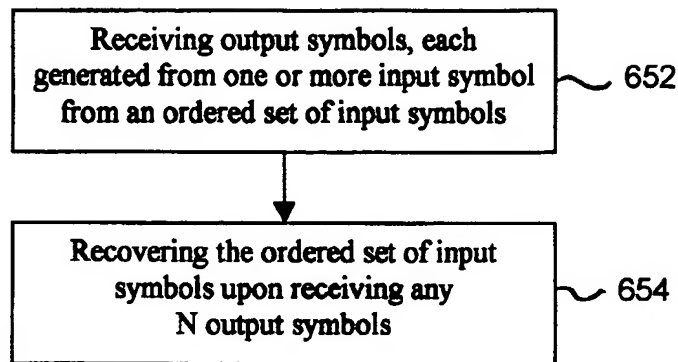 Receiving output symbols, each
generated from one or more input symbol
from an ordered set of input symbols
652
Recovering the ordered set of input
symbols upon receiving any
N output symbols
654